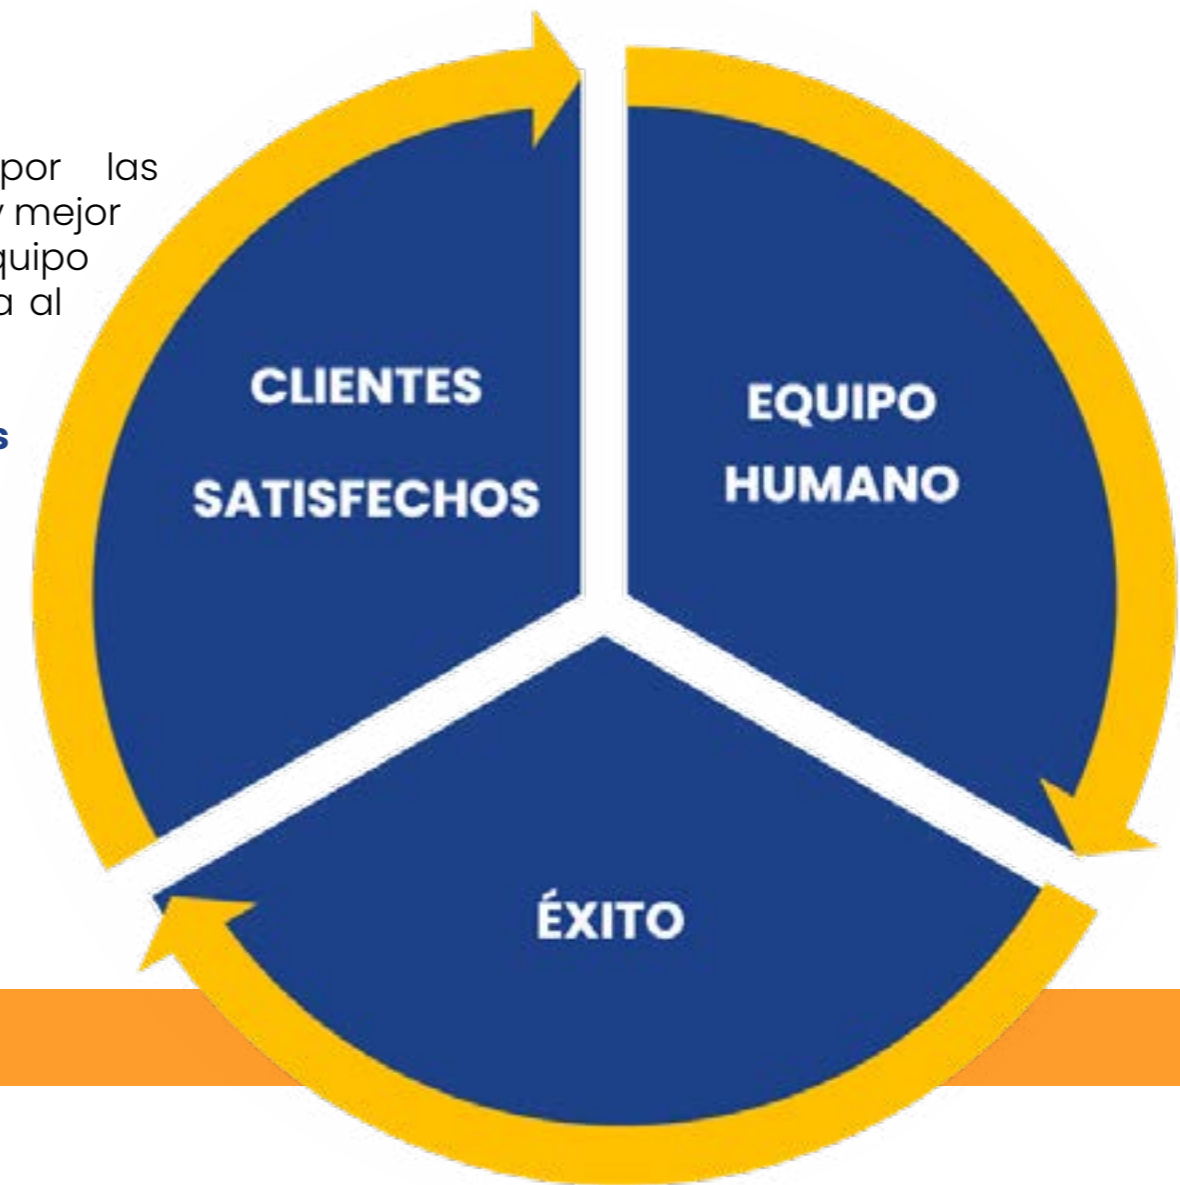 por las
y mejor
quipo
a al
s
CLIENTES
SATISFECHOS
EQUIPO
HUMANO
ÉXITO